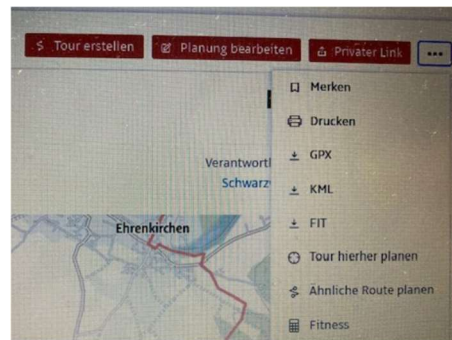 Tour erstellen
Planung bearbeiten
Privater Link
Merken
Drucken
GPX
KML
FIT
Tour hierher planen
Ähnliche Route planen
Fitness
Verantwortl
Schwarz
Ehrenkirchen